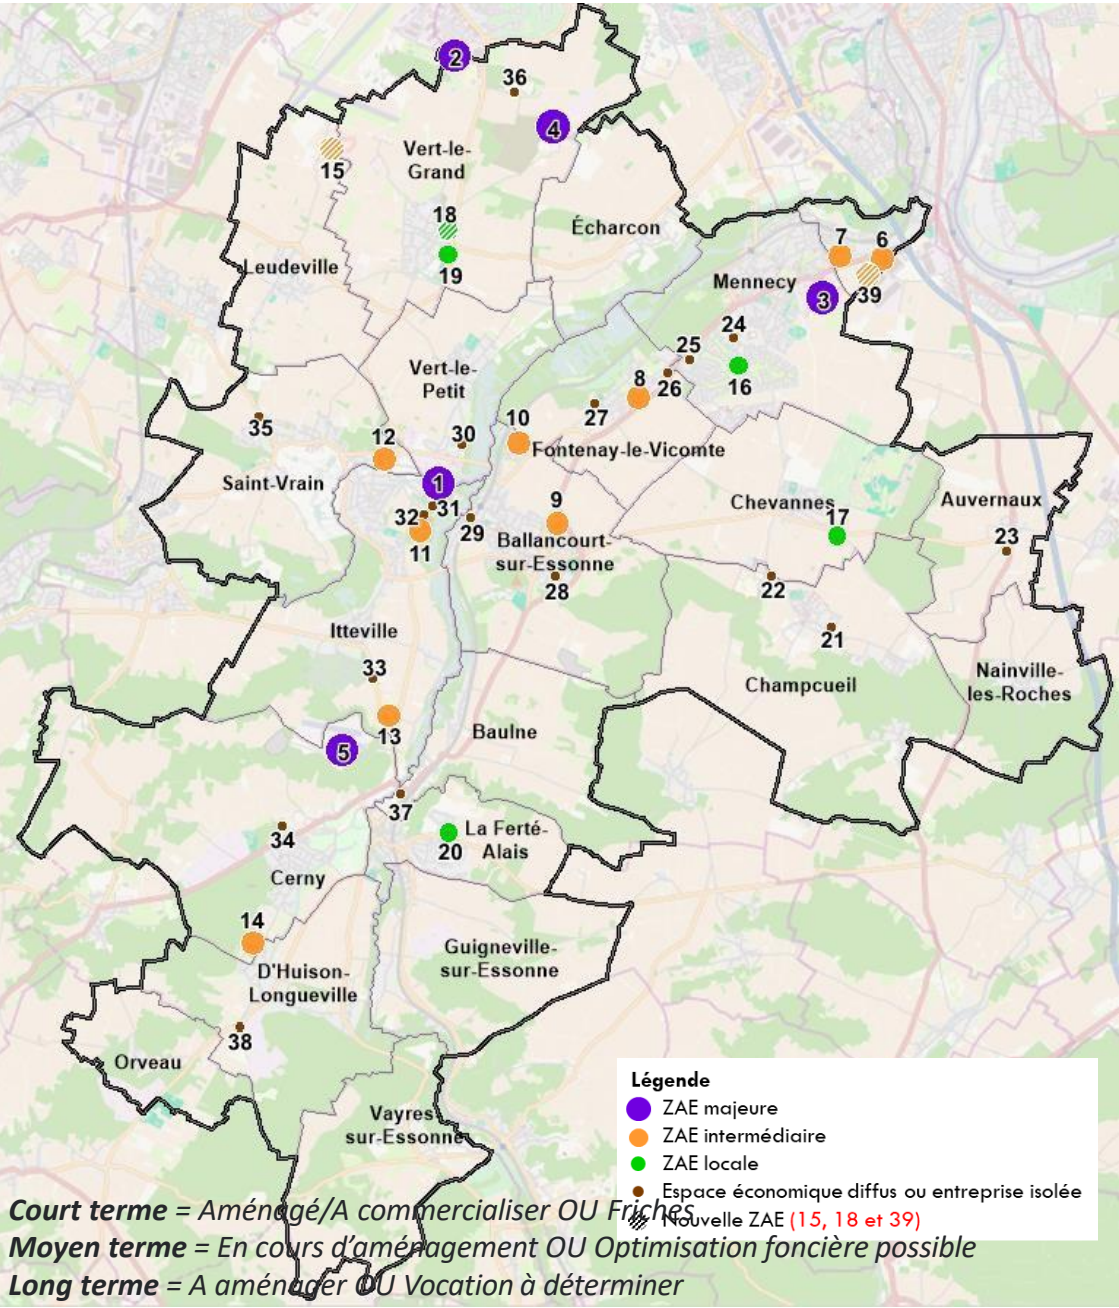 2
36
4
15
Vert-le-
Grand
18
19
Écharcon
Leudeville
7
6
39
Mennecy
3
24
25
26
16
8
27
Vert-le-
Petit
35
12
30
10
Fontenay-le-Vicomte
Saint-Vrain
1
31
32
11
29
9
Ballancourt-
sur-Essonne
28
Chevannes
17
Auvernaux
23
22
21
Champcueil
Nainville-
les-Roches
Itteville
33
13
5
Baulne
37
34
Cerny
La Ferté-
Alais
20
14
D'Huison-
Longueville
Guigneville-
sur-Essonne
38
Orveau
Vayres
sur-Essonne
Légende
ZAE majeure
ZAE intermédiaire
ZAE locale
Espace économique diffus ou entreprise isolée
Nouvelle ZAE (15, 18 et 39)
Court terme = Aménagé/A commercialiser OU Friches
Moyen terme = En cours d'aménagement OU Optimisation foncière possible
Long terme = A aménager OU Vocation à déterminer